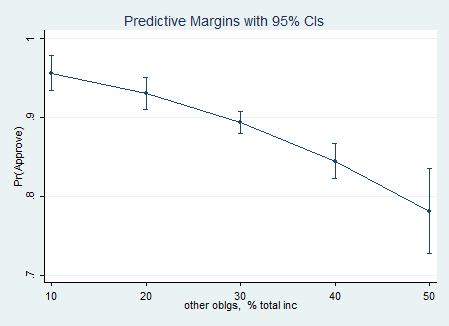 Predictive Margins with 95% CIs
Pr(Approve)
1
.9
.8
.7
10 20 30 40 50
other oblgs, % total inc